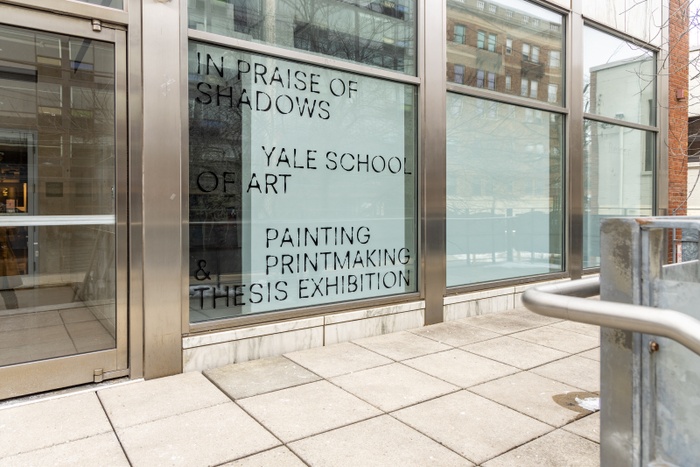 IN PRAISE OF
SHADOWS
YALE SCHOOL
OF ART
PAINTING
& PRINTMAKING
THESIS EXHIBITION